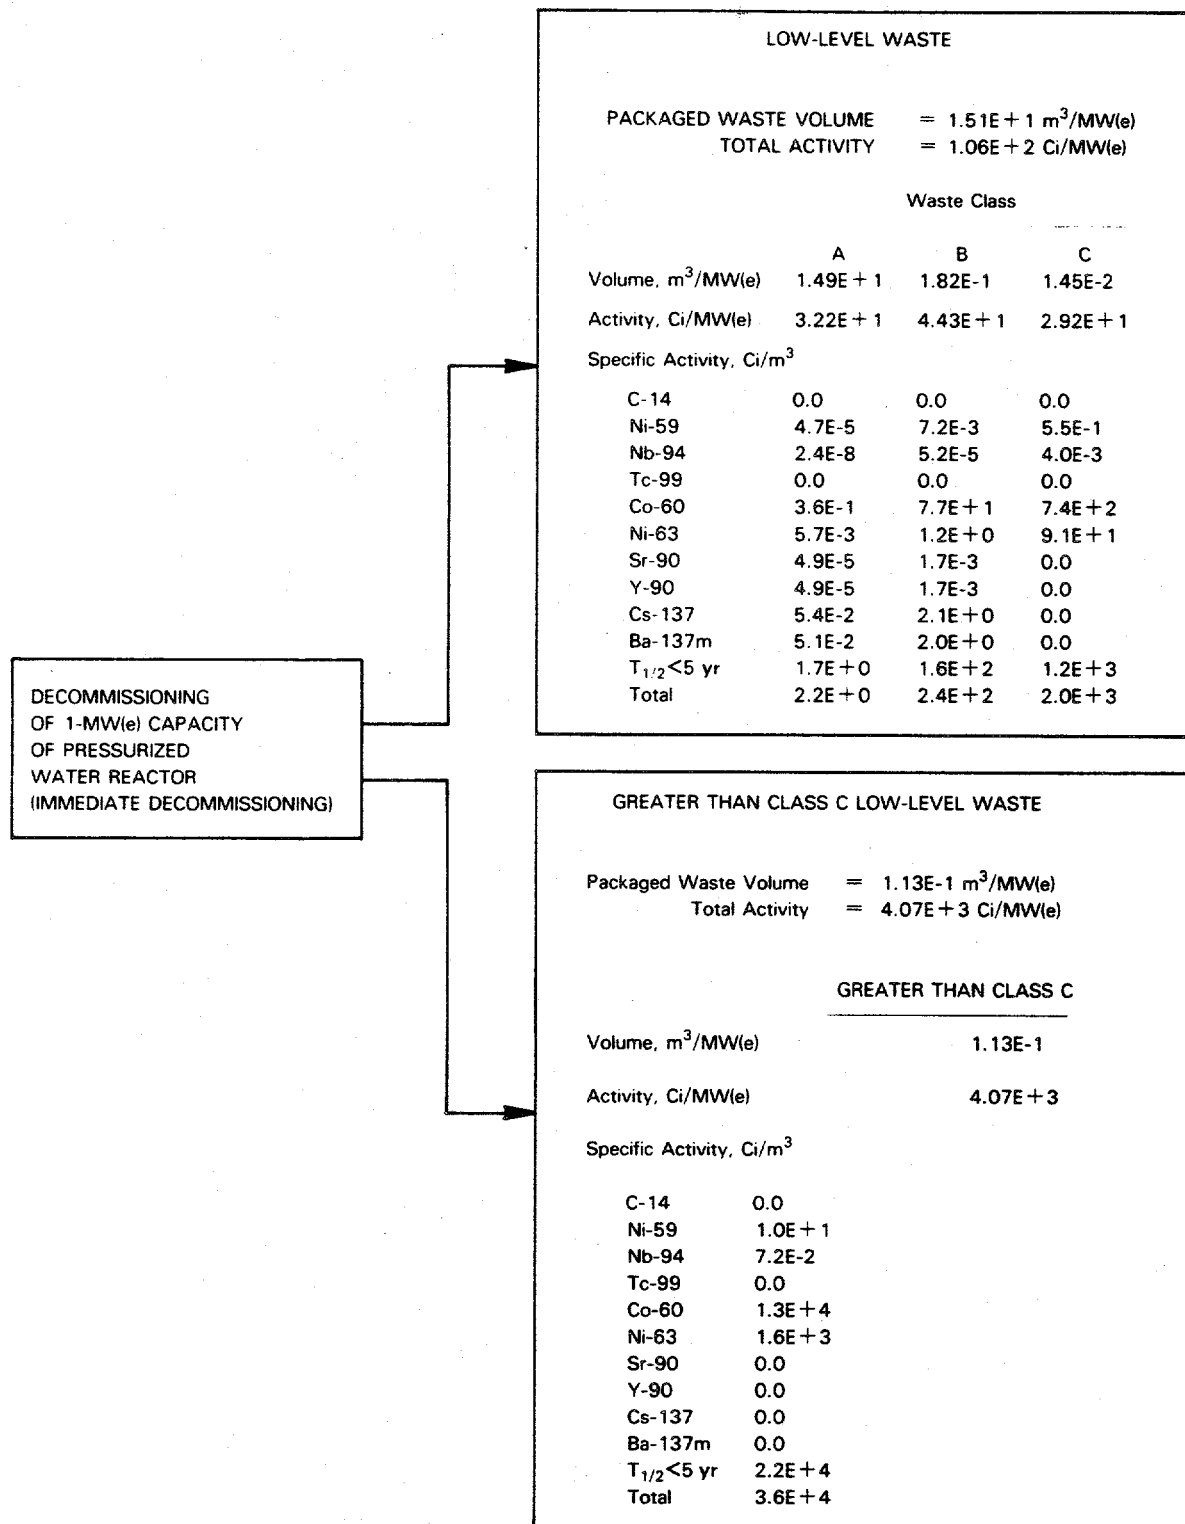 LOW-LEVEL WASTE
PACKAGED WASTE VOLUME = 1.51E+1 m³/MW(e)
TOTAL ACTIVITY = 1.06E+2 Ci/MW(e)
Waste Class
A B C
Volume, m³/MW(e) 1.49E+1 1.82E-1 1.45E-2
Activity, Ci/MW(e) 3.22E+1 4.43E+1 2.92E+1
Specific Activity, Ci/m³
C-14 0.0 0.0 0.0
Ni-59 4.7E-5 7.2E-3 5.5E-1
Nb-94 2.4E-8 5.2E-5 4.0E-3
Tc-99 0.0 0.0 0.0
Co-60 3.6E-1 7.7E+1 7.4E+2
Ni-63 5.7E-3 1.2E+0 9.1E+1
Sr-90 4.9E-5 1.7E-3 0.0
Y-90 4.9E-5 1.7E-3 0.0
Cs-137 5.4E-2 2.1E+0 0.0
Ba-137m 5.1E-2 2.0E+0 0.0
T₁/₂<5 yr 1.7E+0 1.6E+2 1.2E+3
Total 2.2E+0 2.4E+2 2.0E+3
DECOMMISSIONING
OF 1-MW(e) CAPACITY
OF PRESSURIZED
WATER REACTOR
(IMMEDIATE DECOMMISSIONING)
GREATER THAN CLASS C LOW-LEVEL WASTE
Packaged Waste Volume = 1.13E-1 m³/MW(e)
Total Activity = 4.07E+3 Ci/MW(e)
GREATER THAN CLASS C
Volume, m³/MW(e) 1.13E-1
Activity, Ci/MW(e) 4.07E+3
Specific Activity, Ci/m³
C-14 0.0
Ni-59 1.0E+1
Nb-94 7.2E-2
Tc-99 0.0
Co-60 1.3E+4
Ni-63 1.6E+3
Sr-90 0.0
Y-90 0.0
Cs-137 0.0
Ba-137m 0.0
T₁/₂<5 yr 2.2E+4
Total 3.6E+4